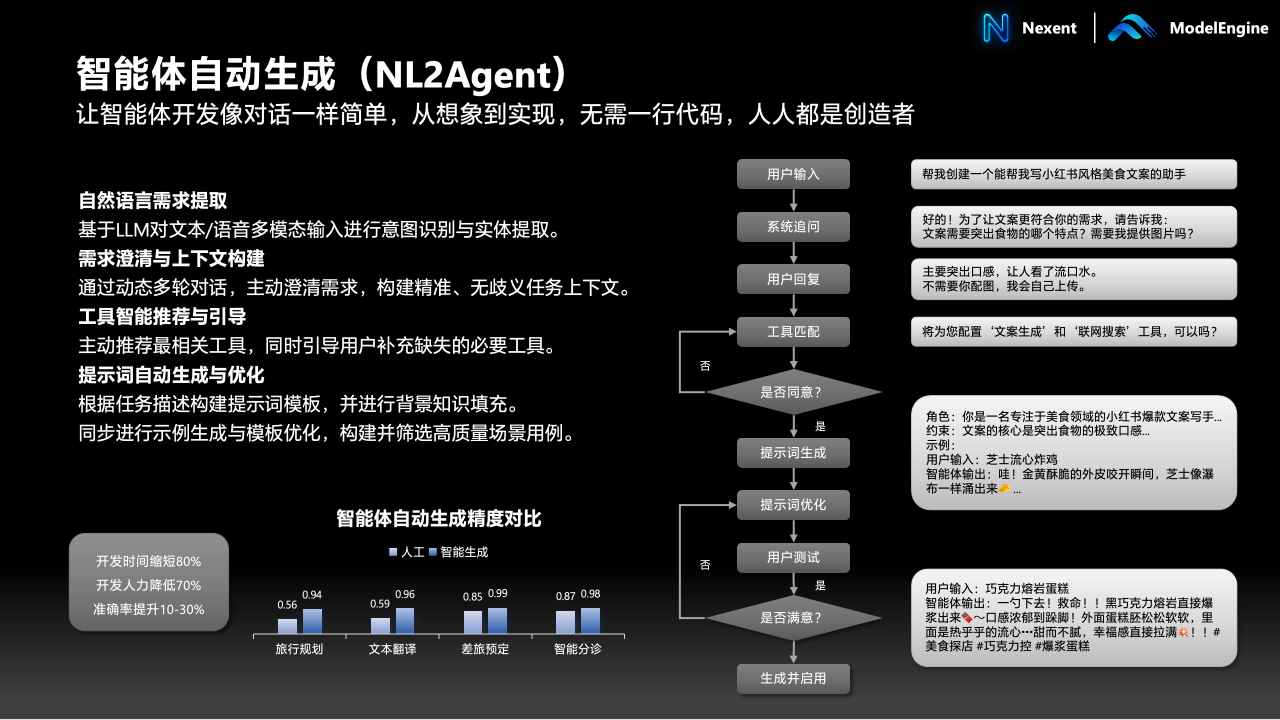 Nexent
ModelEngine
智能体自动生成（NL2Agent）
让智能体开发像对话一样简单，从想象到实现，无需一行代码，人人都是创造者
自然语言需求提取
基于LLM对文本/语音多模态输入进行意图识别与实体提取。
需求澄清与上下文构建
通过动态多轮对话，主动澄清需求，构建精准、无歧义任务上下文。
工具智能推荐与引导
主动推荐最相关工具，同时引导用户补充缺失的必要工具。
提示词自动生成与优化
根据任务描述构建提示词模板，并进行背景知识填充。
同步进行示例生成与模板优化，构建并筛选高质量场景用例。
开发时间缩短80%
开发人力降低70%
准确率提升10-30%
智能体自动生成精度对比
人工 智能生成
0.56 0.94 0.59 0.96 0.85 0.99 0.87 0.98
旅行规划 文本翻译 差旅预定 智能分诊
用户输入
系统追问
用户回复
工具匹配
否
是否同意？
是
提示词生成
提示词优化
用户测试
否
是
是否满意？
生成并启用
帮我创建一个能帮我写小红书风格美食文案的助手
好的！为了让文案更符合你的需求，请告诉我：
文案需要突出食物的哪个特点？需要我提供图片吗？
主要突出口感，让人看了流口水。
不需要你配图，我会自己上传。
将为您配置‘文案生成’和‘联网搜索’工具，可以吗？
角色：你是一名专注于美食领域的小红书爆款文案写手...
约束：文案的核心是突出食物的极致口感...
示例：
用户输入：芝士流心炸鸡
智能体输出：哇！金黄酥脆的外皮咬开瞬间，芝士像瀑
布一样涌出来🧀 ...
用户输入：巧克力熔岩蛋糕
智能体输出：一勺下去！救命！！黑巧克力熔岩直接爆
浆出来🍫～口感浓郁到跺脚！外面蛋糕胚松松软软，里
面是热乎乎的流心…甜而不腻，幸福感直接拉满💥！！#
美食探店 #巧克力控 #爆浆蛋糕